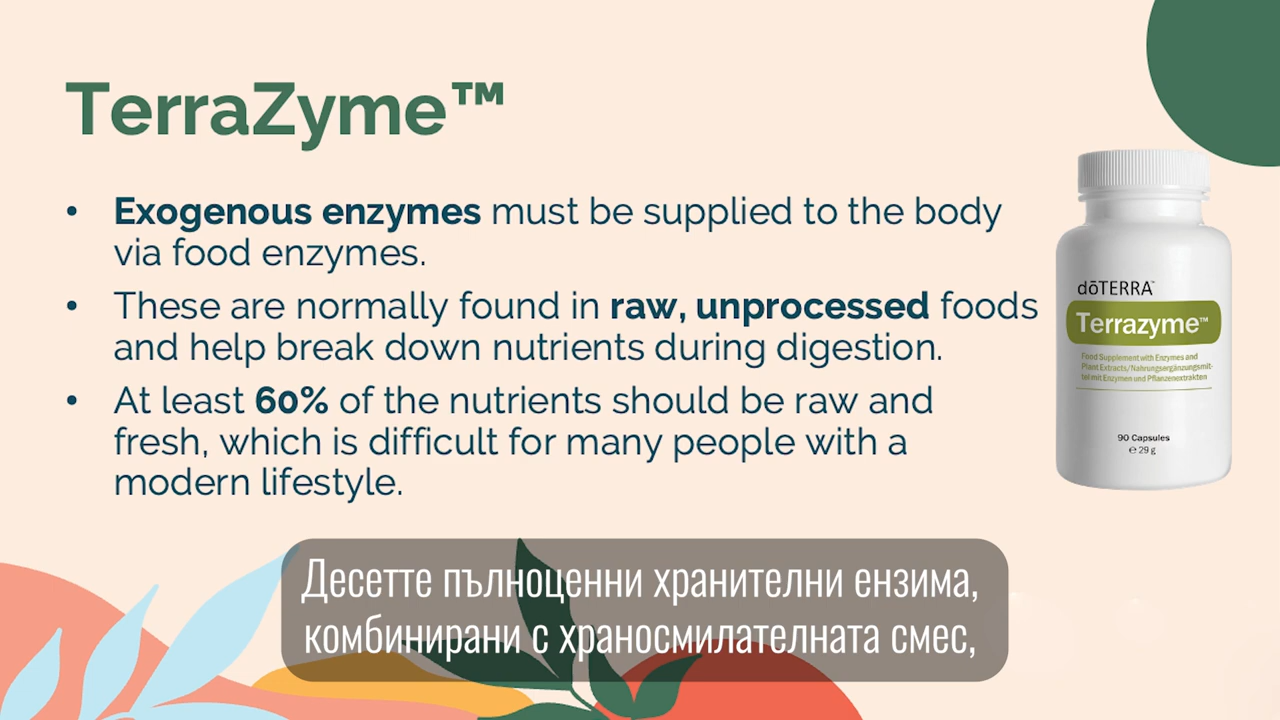 TerraZyme™
• Exogenous enzymes must be supplied to the body
via food enzymes.
• These are normally found in raw, unprocessed foods
and help break down nutrients during digestion.
• At least 60% of the nutrients should be raw and
fresh, which is difficult for many people with a
modern lifestyle.
dōTERRA™
Terrazyme™
Food Supplement with Enzymes and
Plant Extracts/Nahrungsergänzungsmit-
tel mit Enzymen und Pflanzenextrakten
90 Capsules
℮ 29 g
Десетте пълноценни хранителни ензима,
комбинирани с храносмилателната смес,